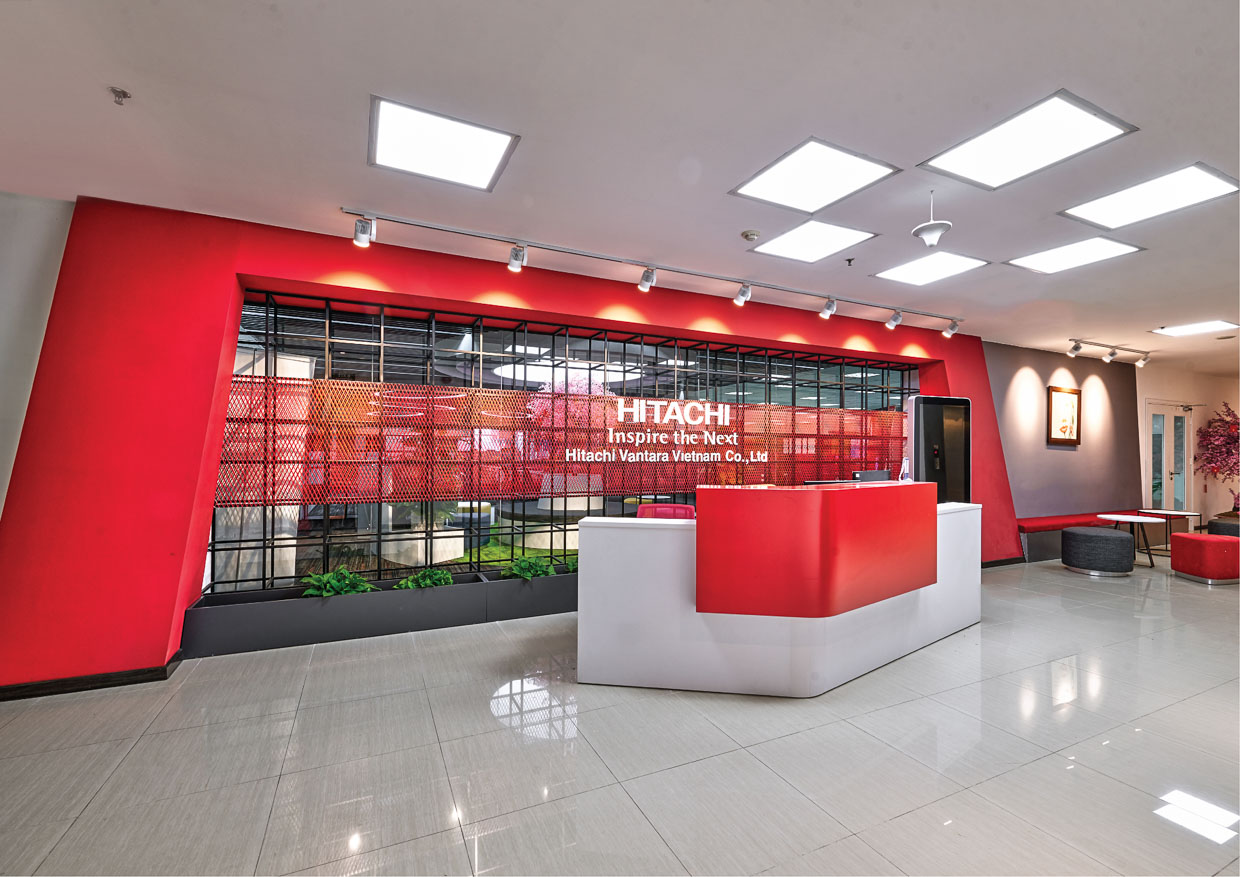 HITACHI
Inspire the Next
Hitachi Vantara Vietnam Co.,Ltd